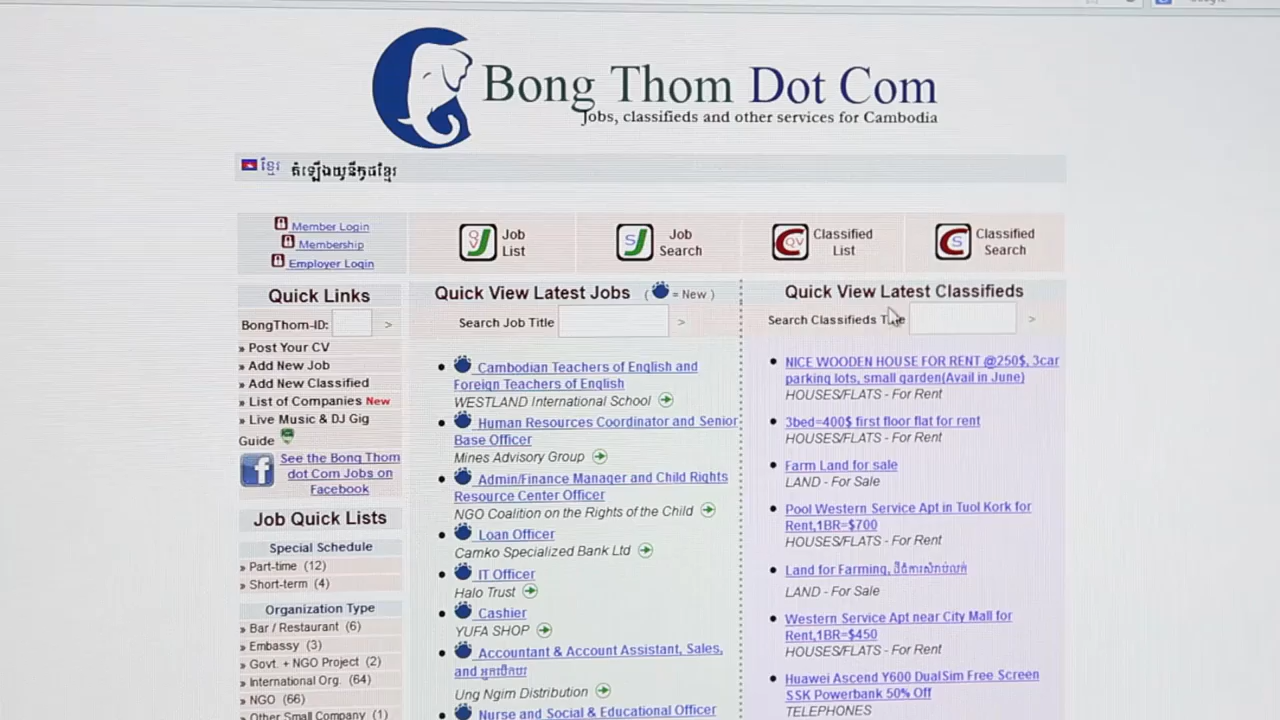 Bong Thom Dot Com
Jobs, classifieds and other services for Cambodia
ខ្មែរ តំឡើងយូនីកូដខ្មែរ
Member Login
Membership
Employer Login
Job
List
Job
Search
Classified
List
Classified
Search
Quick Links
BongThom-ID: >
» Post Your CV
» Add New Job
» Add New Classified
» List of Companies New
» Live Music & DJ Gig
Guide
See the Bong Thom
dot Com Jobs on
Facebook
Job Quick Lists
Special Schedule
» Part-time (12)
» Short-term (4)
Organization Type
» Bar / Restaurant (6)
» Embassy (3)
» Govt. + NGO Project (2)
» International Org. (64)
» NGO (66)
» Other Small Company (1)
Quick View Latest Jobs ( = New )
Search Job Title >
Cambodian Teachers of English and
Foreign Teachers of English
WESTLAND International School
Human Resources Coordinator and Senior
Base Officer
Mines Advisory Group
Admin/Finance Manager and Child Rights
Resource Center Officer
NGO Coalition on the Rights of the Child
Loan Officer
Camko Specialized Bank Ltd
IT Officer
Halo Trust
Cashier
YUFA SHOP
Accountant & Account Assistant, Sales,
and
Ung Ngim Distribution
Nurse and Social & Educational Officer
Quick View Latest Classifieds
Search Classifieds Title >
NICE WOODEN HOUSE FOR RENT @250$, 3car
parking lots, small garden(Avail in June)
HOUSES/FLATS - For Rent
3bed=400$ first floor flat for rent
HOUSES/FLATS - For Rent
Farm Land for sale
LAND - For Sale
Pool Western Service Apt in Tuol Kork for
Rent,1BR=$700
HOUSES/FLATS - For Rent
Land for Farming,
LAND - For Sale
Western Service Apt near City Mall for
Rent,1BR=$450
HOUSES/FLATS - For Rent
Huawei Ascend Y600 DualSim Free Screen
SSK Powerbank 50% Off
TELEPHONES